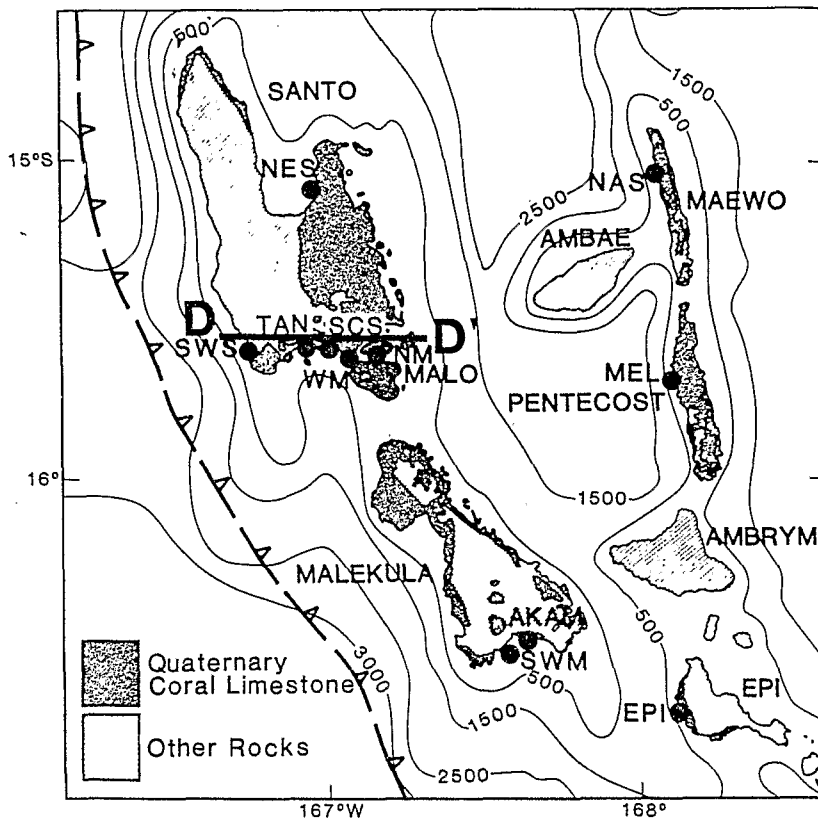 500
1500
SANTO
500
15°S
NES
NAS
MAEWO
2500
AMBAE
D
D'
TAN
SCS
SWS
NM
WM
MALO
MEL
PENTECOST
16°
1500
AMBRYM
MALEKULA
500
AKAM
SWM
3000
500
EPI
EPI
1500
2500
Quaternary
Coral Limestone
Other Rocks
167°W
168°